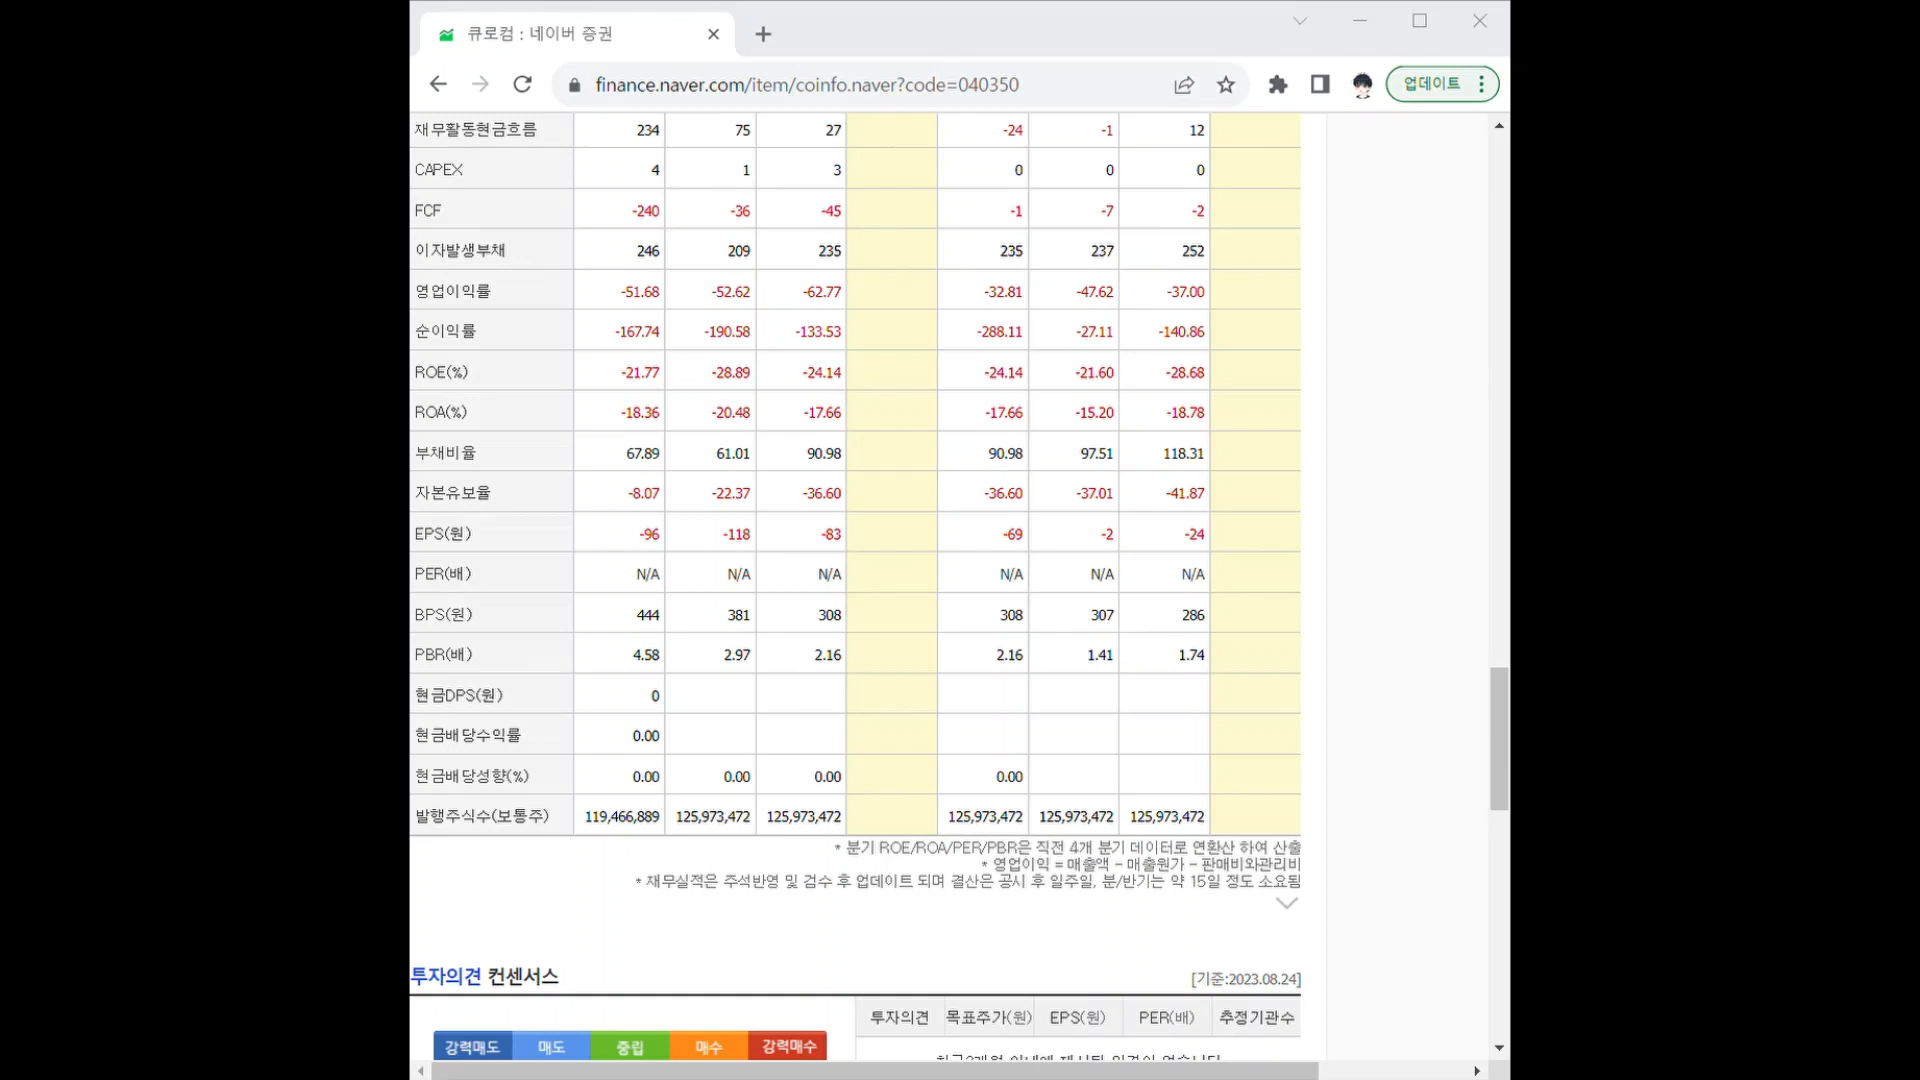 큐로컴 : 네이버 증권
finance.naver.com/item/coinfo.naver?code=040350
업데이트
재무활동현금흐름 234 75 27 -24 -1 12
CAPEX 4 1 3 0 0 0
FCF -240 -36 -45 -1 -7 -2
이자발생부채 246 209 235 235 237 252
영업이익률 -51.68 -52.62 -62.77 -32.81 -47.62 -37.00
순이익률 -167.74 -190.58 -133.53 -288.11 -27.11 -140.86
ROE(%) -21.77 -28.89 -24.14 -24.14 -21.60 -28.68
ROA(%) -18.36 -20.48 -17.66 -17.66 -15.20 -18.78
부채비율 67.89 61.01 90.98 90.98 97.51 118.31
자본유보율 -8.07 -22.37 -36.60 -36.60 -37.01 -41.87
EPS(원) -96 -118 -83 -69 -2 -24
PER(배) N/A N/A N/A N/A N/A N/A
BPS(원) 444 381 308 308 307 286
PBR(배) 4.58 2.97 2.16 2.16 1.41 1.74
현금DPS(원) 0
현금배당수익률 0.00
현금배당성향(%) 0.00 0.00 0.00 0.00
발행주식수(보통주) 119,466,889 125,973,472 125,973,472 125,973,472 125,973,472 125,973,472
* 분기 ROE/ROA/PER/PBR은 직전 4개 분기 데이터로 연환산 하여 산출
* 영업이익 = 매출액 - 매출원가 - 판매비와관리비
* 재무실적은 주석반영 및 검수 후 업데이트 되며 결산은 공시 후 일주일, 분/반기는 약 15일 정도 소요됨
투자의견 컨센서스 [기준:2023.08.24]
투자의견 목표주가(원) EPS(원) PER(배) 추정기관수
강력매도 매도 중립 매수 강력매수